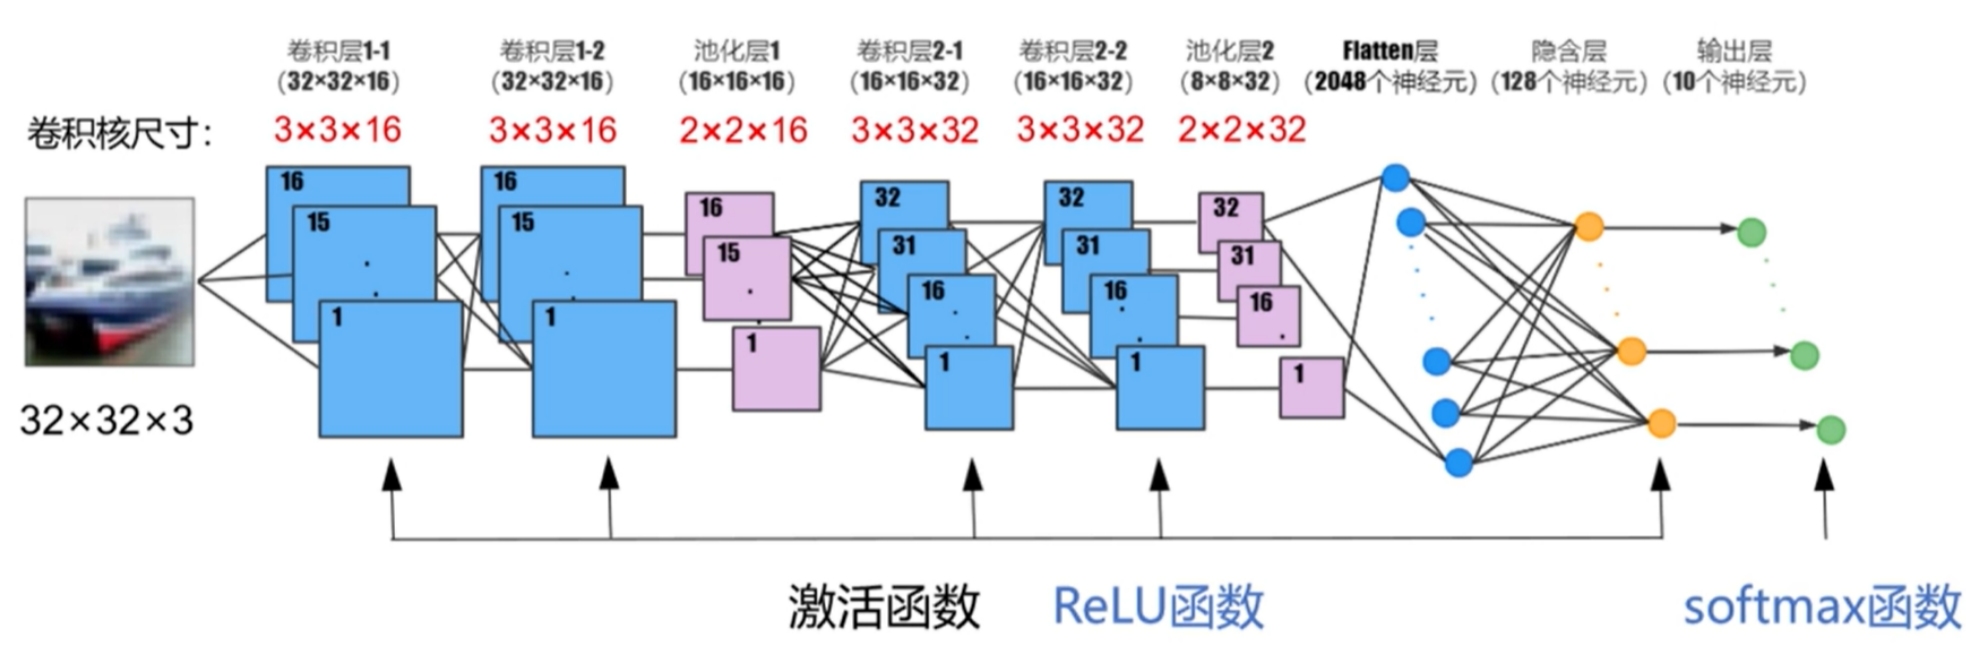 卷积层1-1 卷积层1-2 池化层1 卷积层2-1 卷积层2-2 池化层2 Flatten层 隐含层 输出层
(32×32×16) (32×32×16) (16×16×16) (16×16×32) (16×16×32) (8×8×32) (2048个神经元) (128个神经元) (10个神经元)
卷积核尺寸: 3×3×16 3×3×16 2×2×16 3×3×32 3×3×32 2×2×32
16 16 16 32 32 32
15 15 15 31 31 31
16 16 16
1 1 1 1 1 1
32×32×3
激活函数 ReLU函数 softmax函数